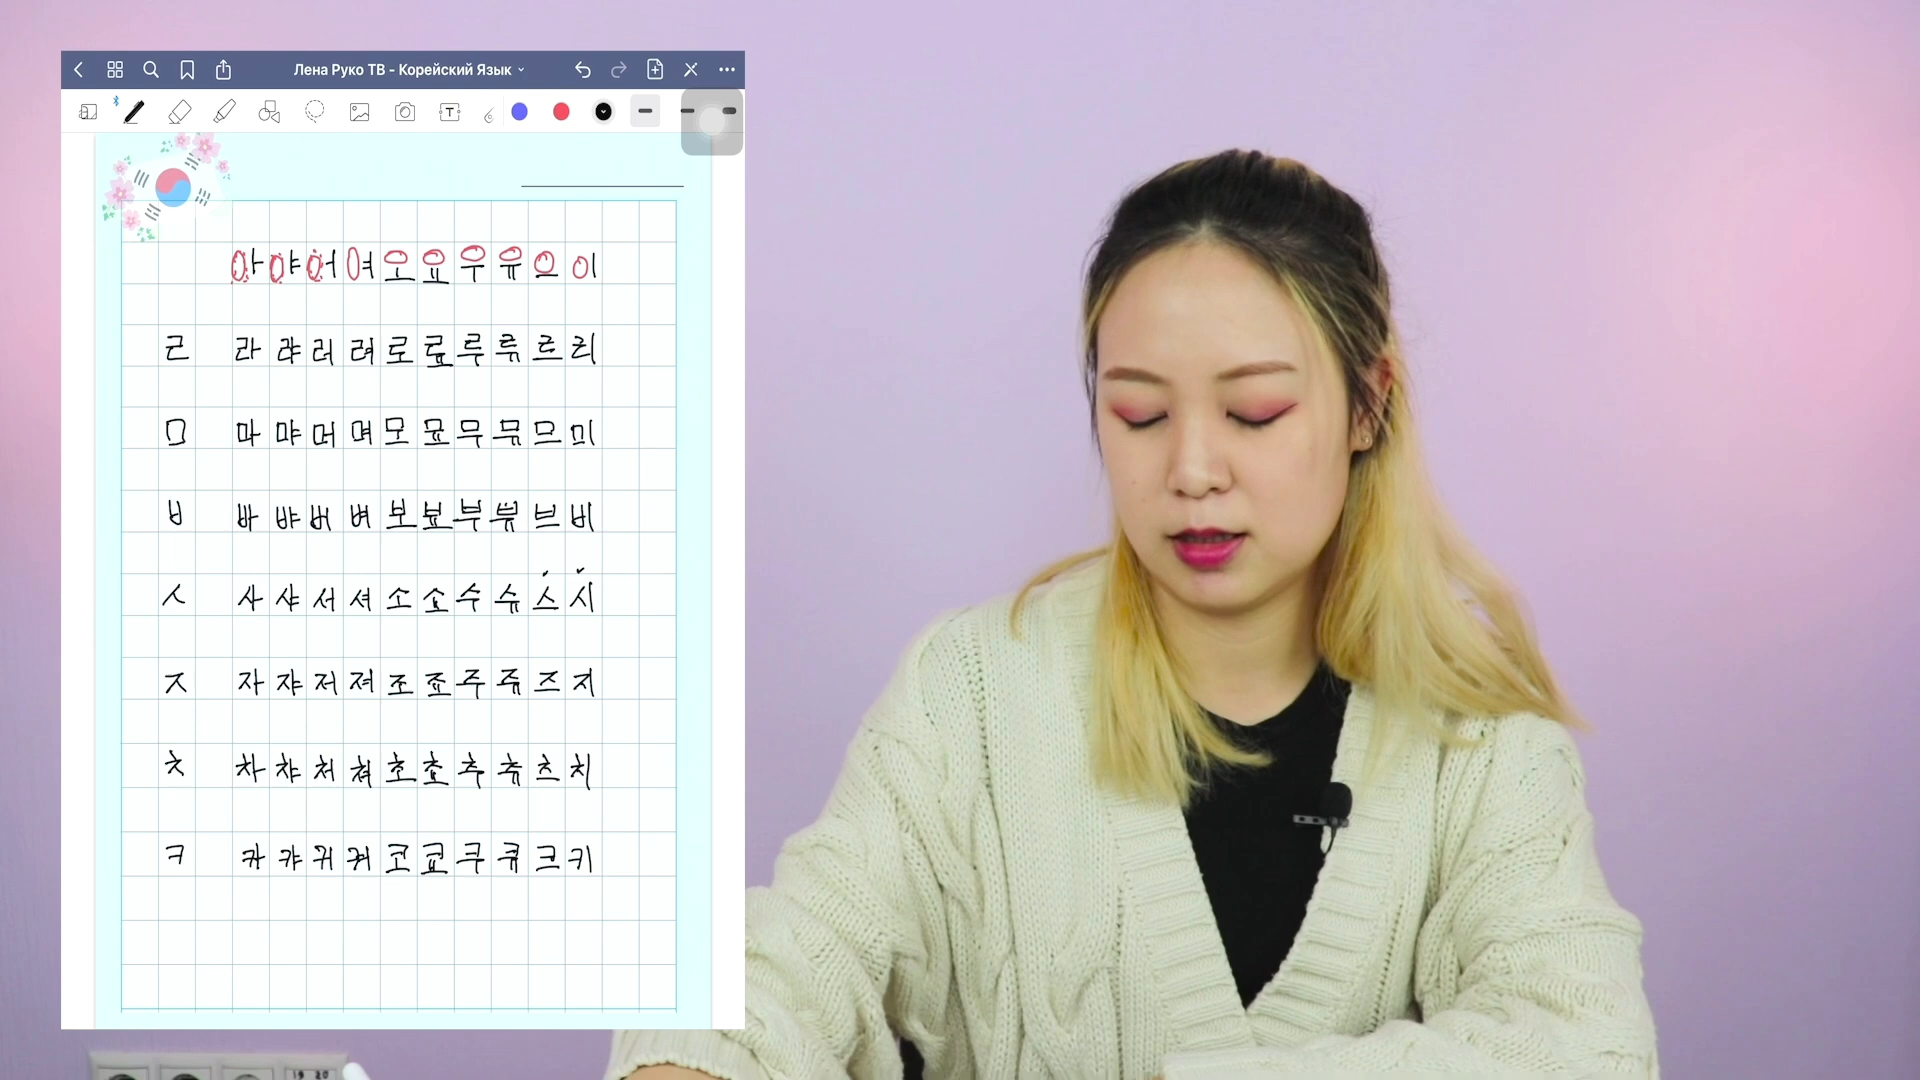 Лена Руко ТВ - Корейский Язык
아 야 어 여 오 요 우 유 으 이
ㄹ 라 랴 러 려 로 료 루 류 르 리
ㅁ 마 먀 머 며 모 묘 무 뮤 므 미
ㅂ 바 뱌 버 벼 보 뵤 부 뷰 브 비
ㅅ 사 샤 서 셔 소 쇼 수 슈 스 시
ㅈ 자 쟈 저 져 조 죠 주 쥬 즈 지
ㅊ 차 챠 처 쳐 초 쵸 추 츄 츠 치
ㅋ 카 캬 커 켜 코 쿄 쿠 큐 크 키
19 20